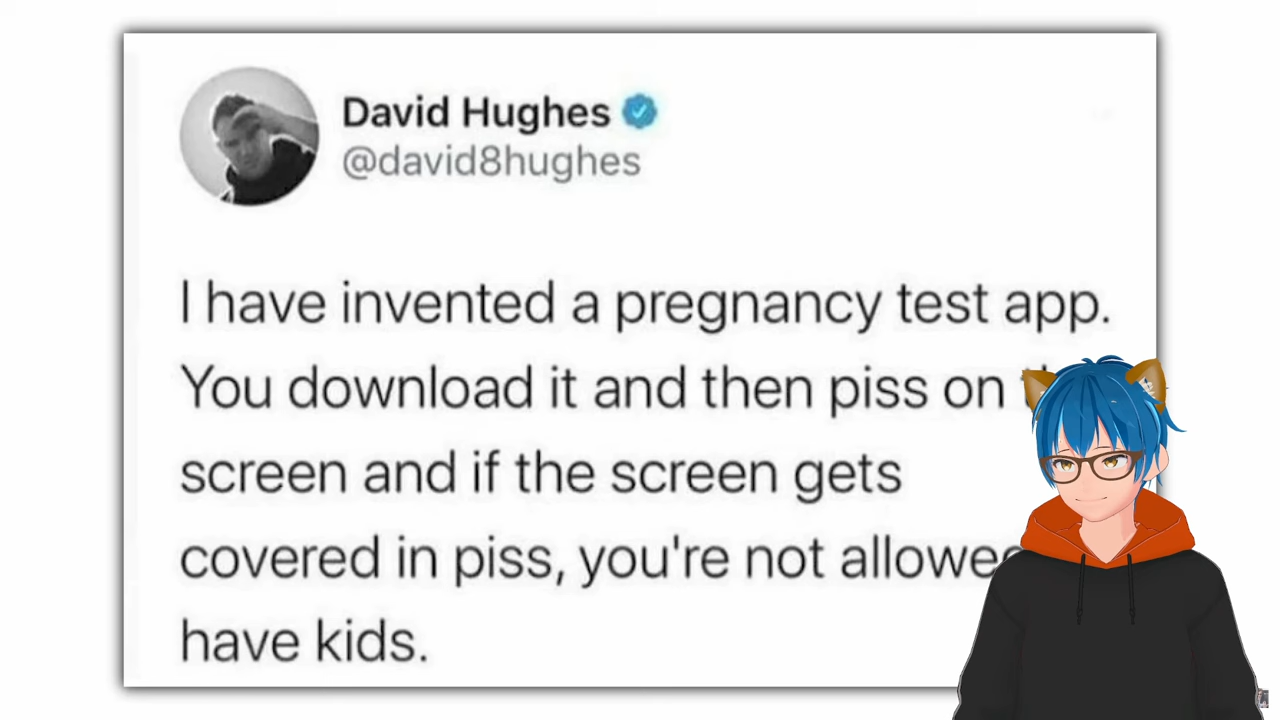 David Hughes
@david8hughes
I have invented a pregnancy test app.
You download it and then piss on
screen and if the screen gets
covered in piss, you're not allowed
have kids.